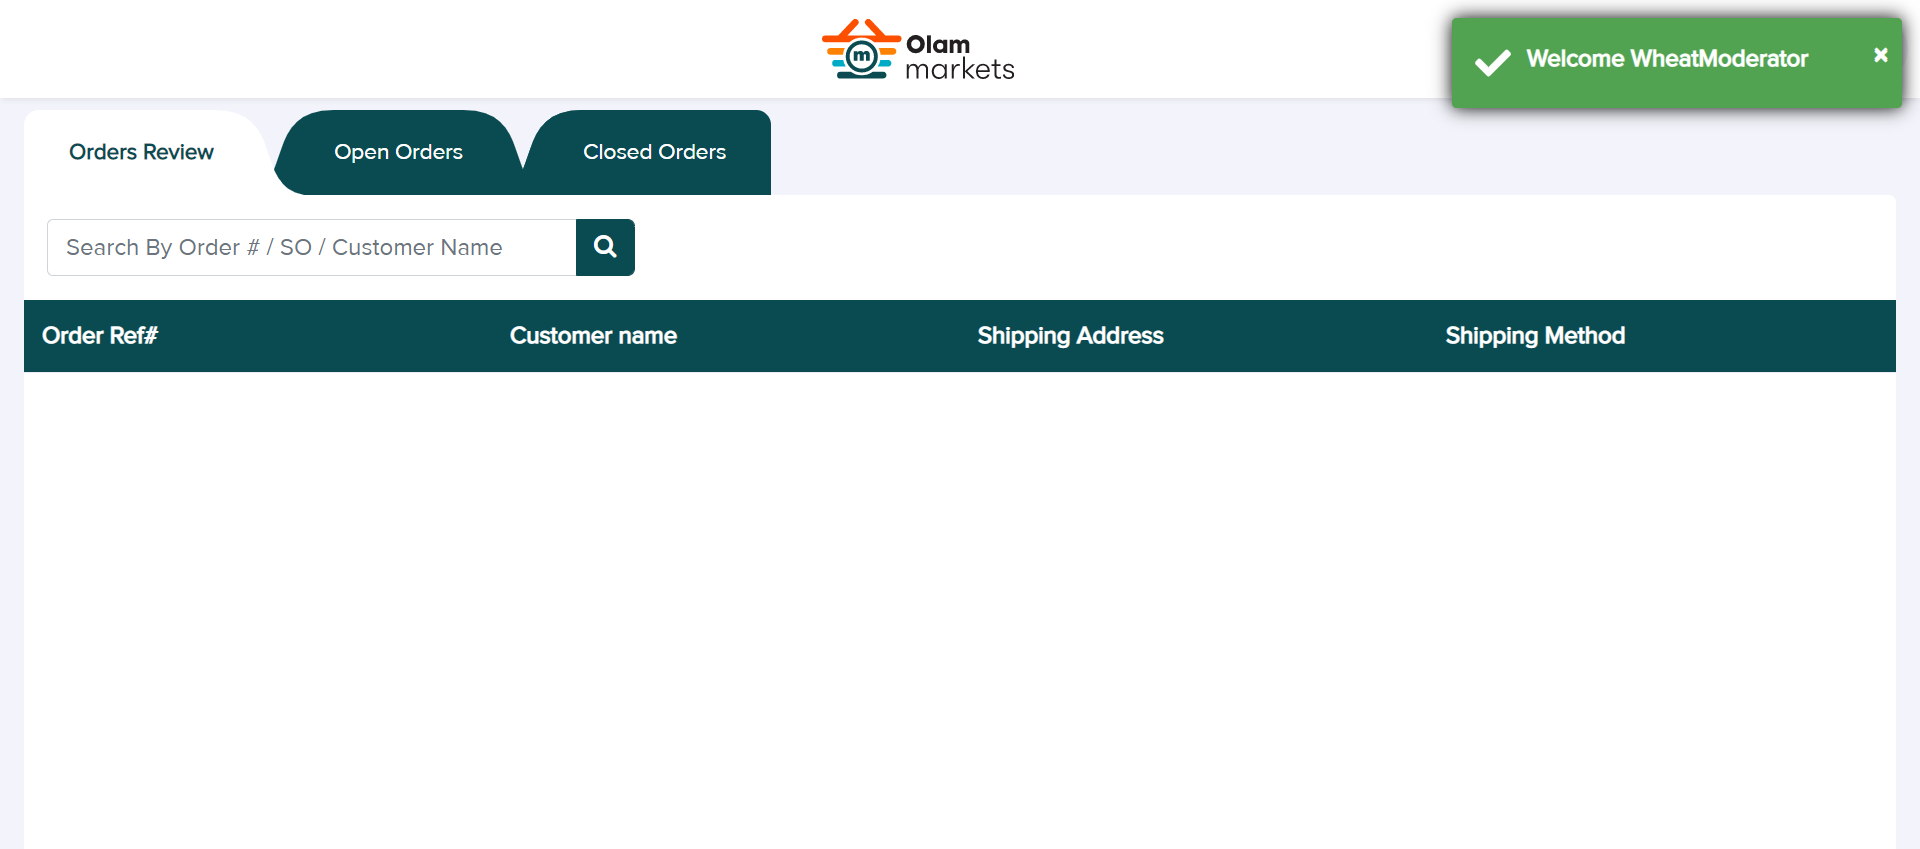 m
Olam
markets
Welcome WheatModerator ×
Orders Review Open Orders Closed Orders
Search By Order # / SO / Customer Name
Order Ref# Customer name Shipping Address Shipping Method